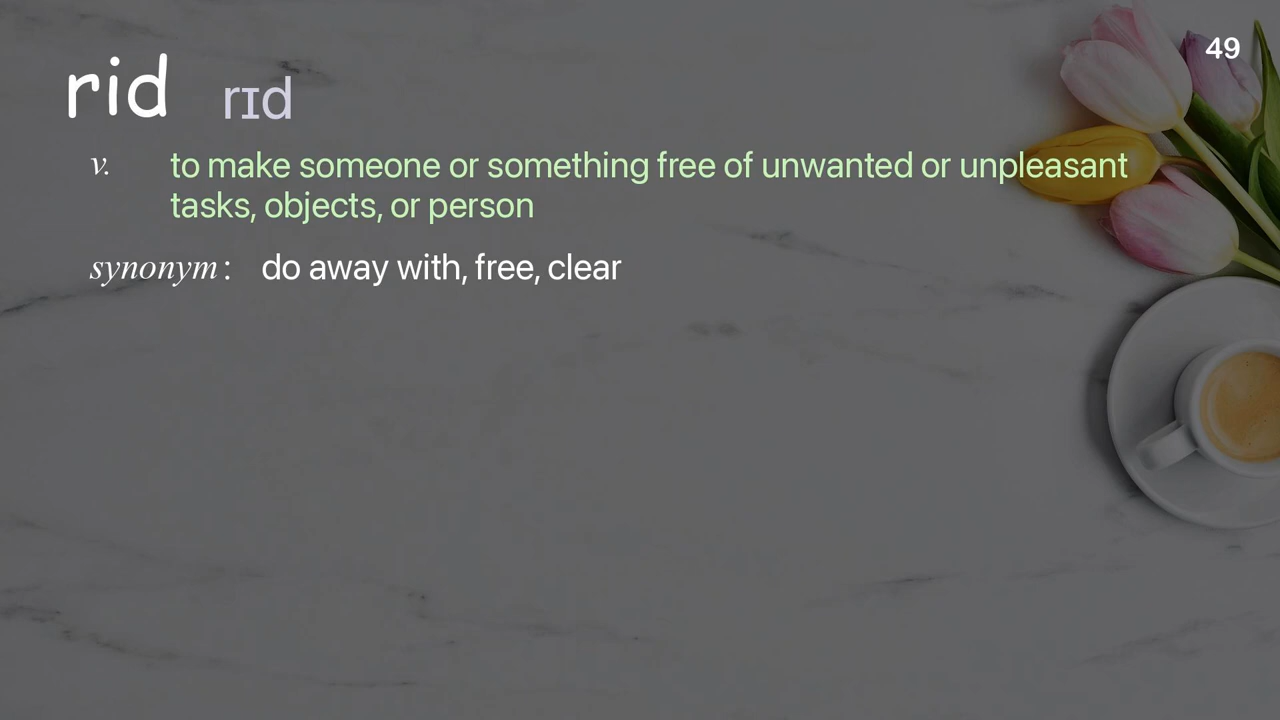 49
rid rɪd
v. to make someone or something free of unwanted or unpleasant
tasks, objects, or person
synonym: do away with, free, clear